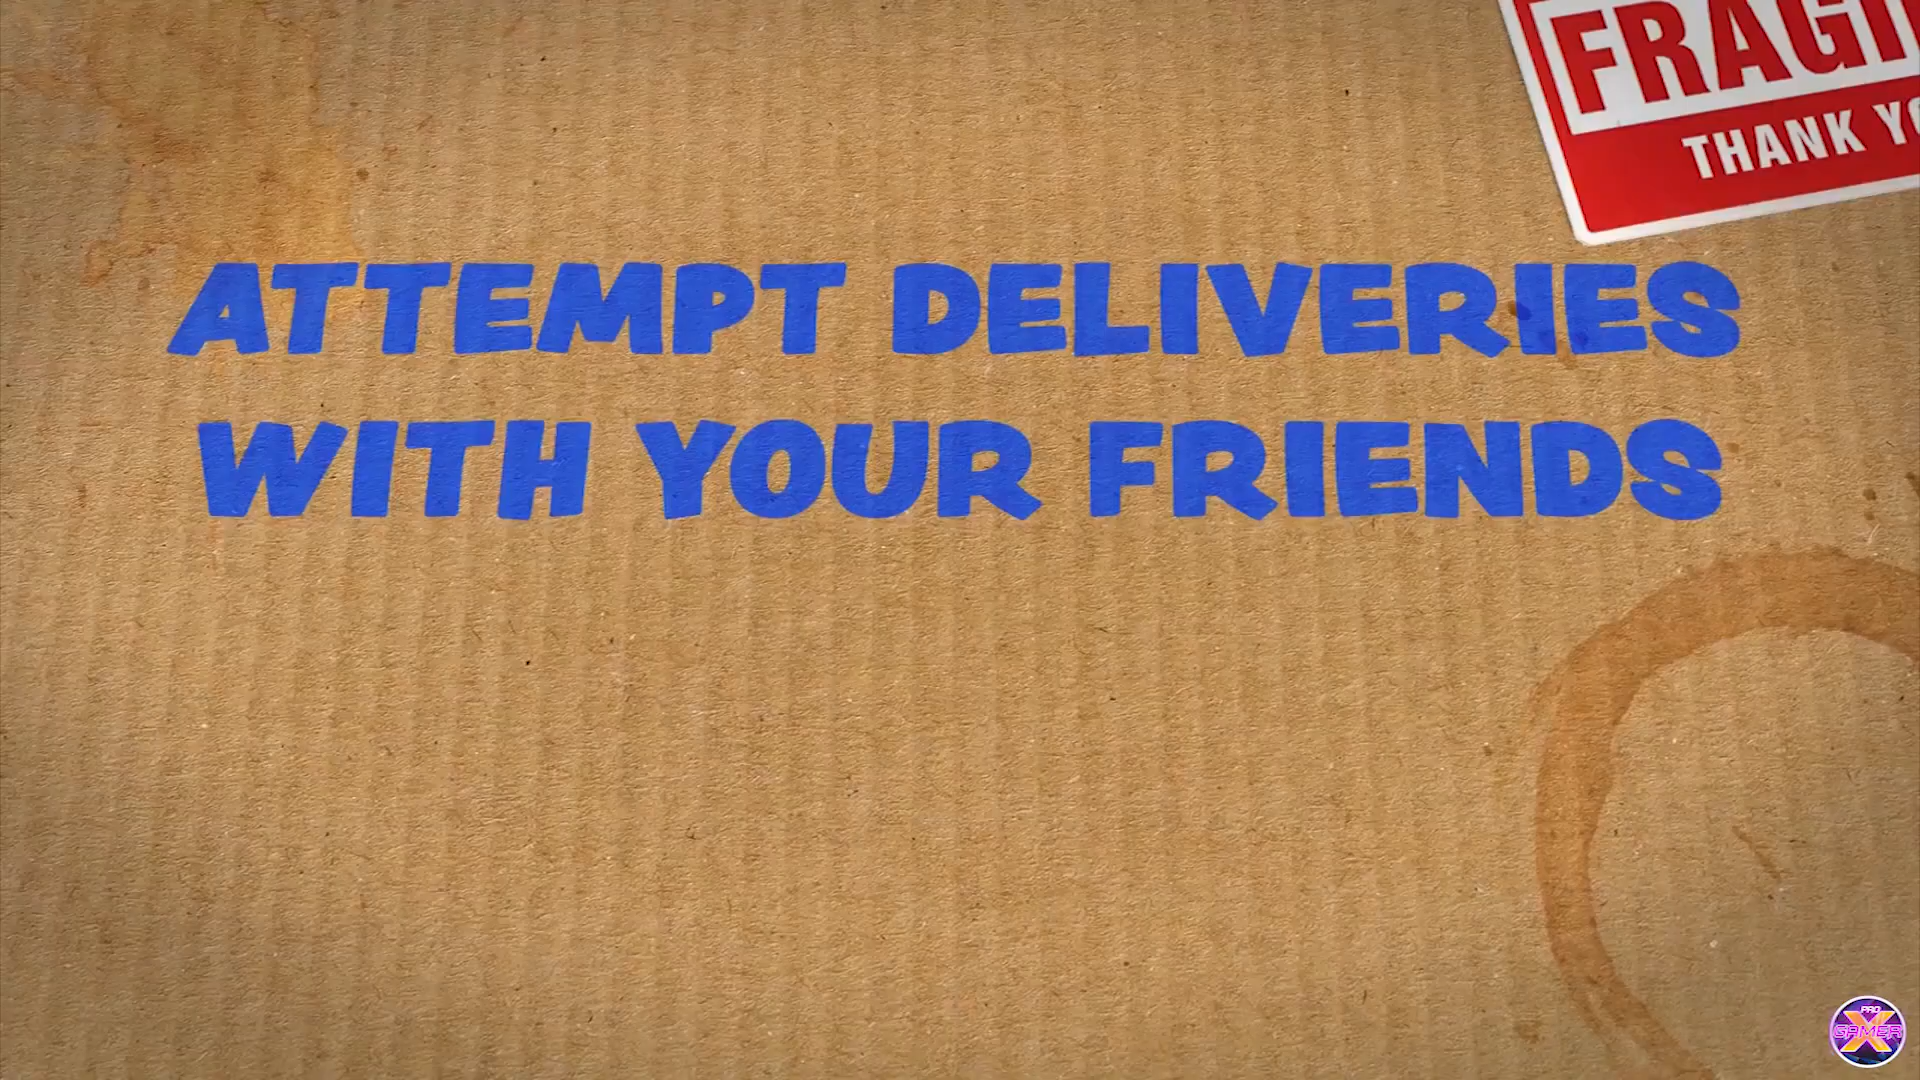 FRAGI
THANK YO
ATTEMPT DELIVERIES
WITH YOUR FRIENDS
PRO
X
GAMER